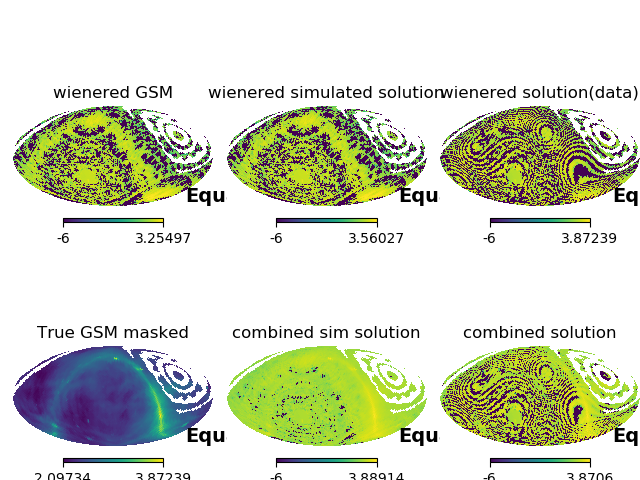 wienered GSM
wienered simulated solution
wienered solution(data)
Equ
Equ
Eq
-6 3.25497
-6 3.56027
-6 3.87239
True GSM masked
combined sim solution
combined solution
Equ
Equ
Eq
2.09734 3.87239
-6 3.88914
-6 3.8706